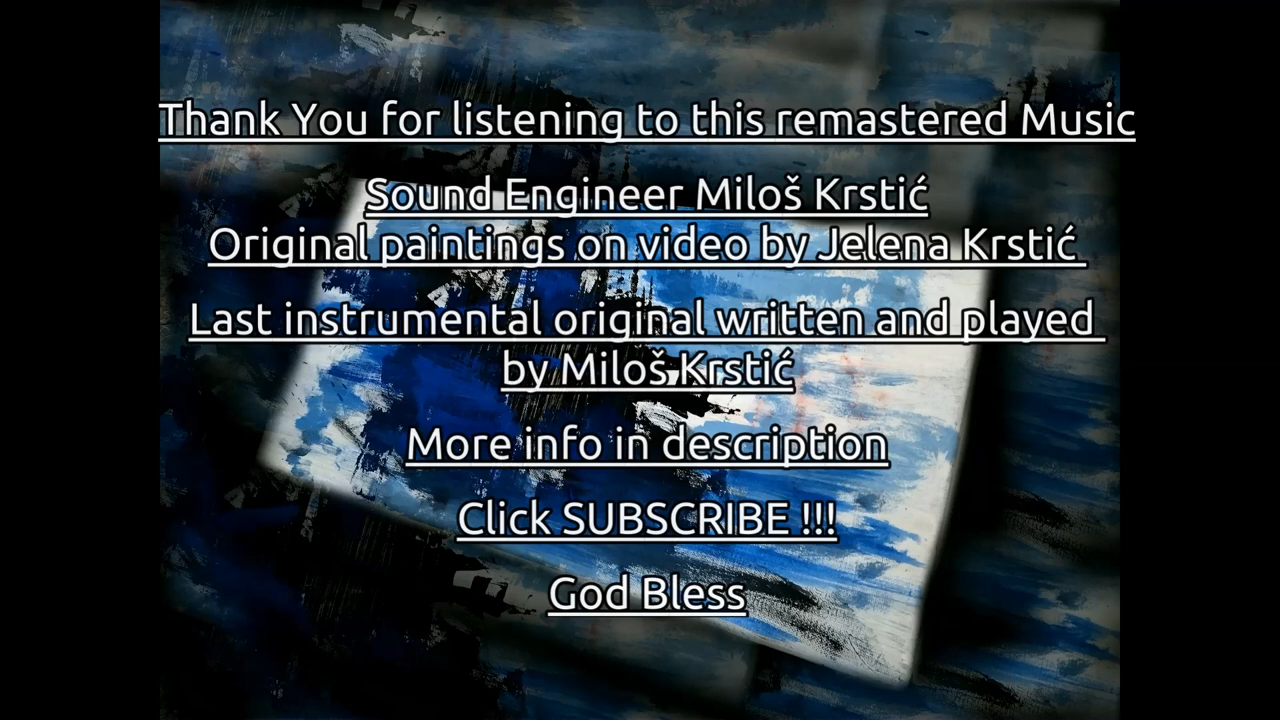 Thank You for listening to this remastered Music
Sound Engineer Miloš Krstić
Original paintings on video by Jelena Krstić
Last instrumental original written and played
by Miloš Krstić
More info in description
Click SUBSCRIBE !!!
God Bless